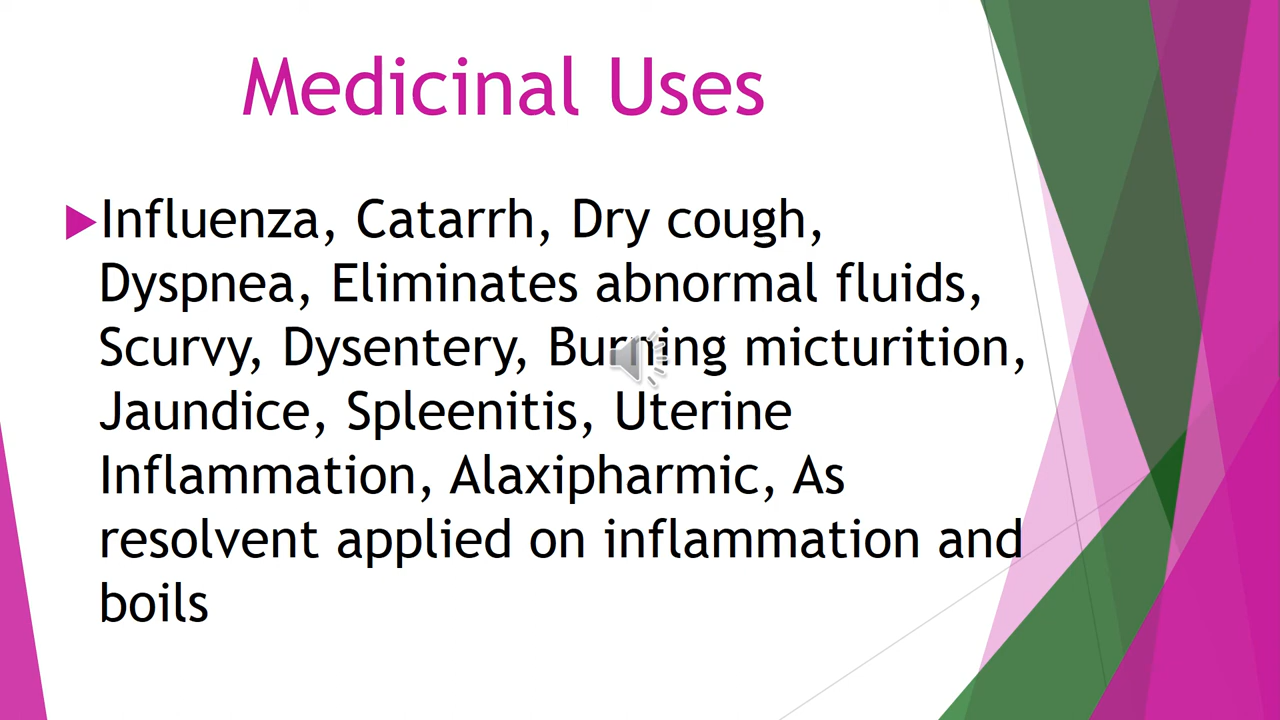 Medicinal Uses
Influenza, Catarrh, Dry cough,
Dyspnea, Eliminates abnormal fluids,
Scurvy, Dysentery, Burning micturition,
Jaundice, Spleenitis, Uterine
Inflammation, Alaxipharmic, As
resolvent applied on inflammation and
boils